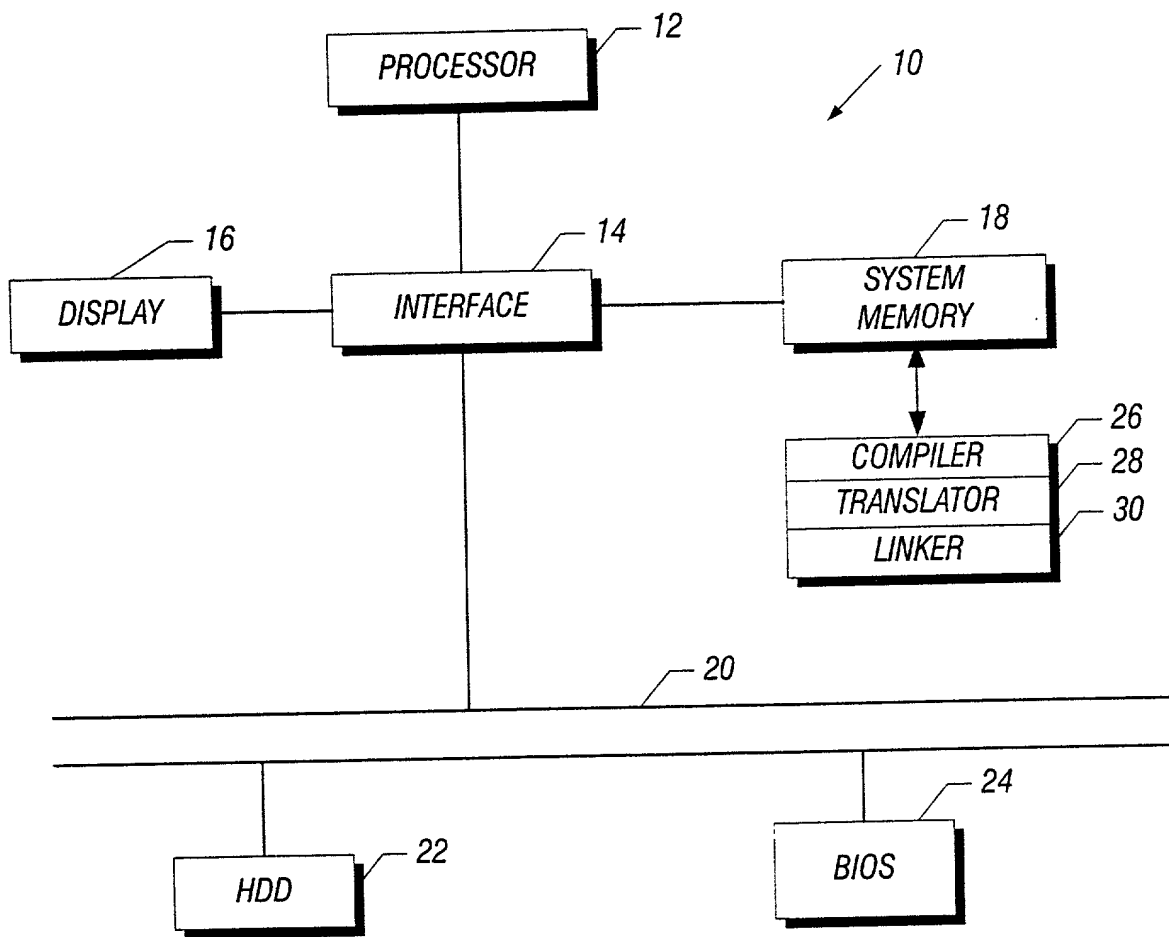 12
PROCESSOR
10
16
14
18
DISPLAY
INTERFACE
SYSTEM
MEMORY
26
COMPILER
28
TRANSLATOR
30
LINKER
20
24
22
HDD
BIOS